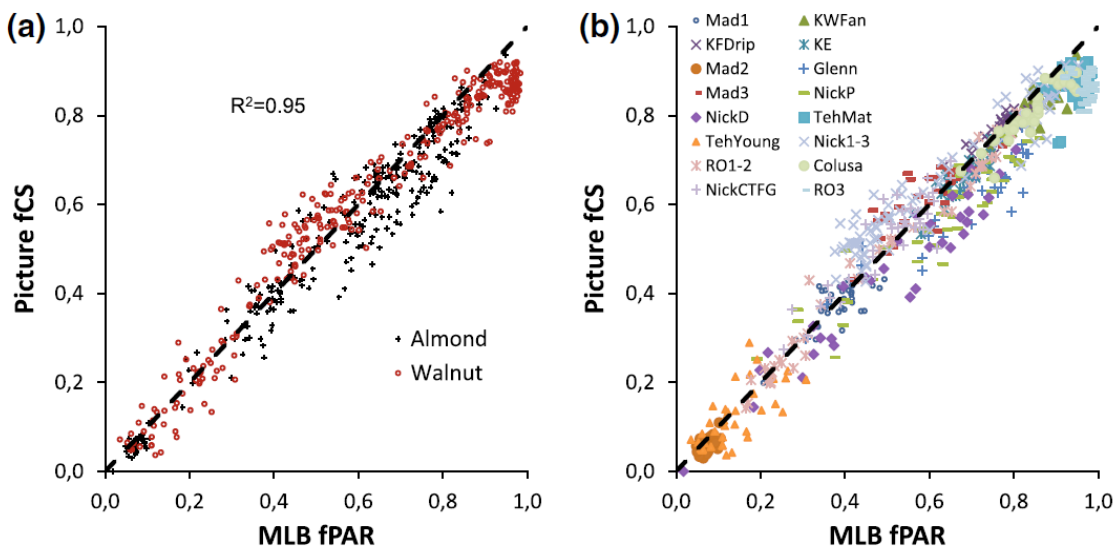 (a)
1,0
0,8
0,6
0,4
0,2
0,0
Picture fCS
R²=0.95
Almond
Walnut
0,0 0,2 0,4 0,6 0,8 1,0
MLB fPAR
(b)
1,0
0,8
0,6
0,4
0,2
0,0
Picture fCS
Mad1 KWFan
KFDrip KE
Mad2 Glenn
Mad3 NickP
NickD TehMat
TehYoung Nick1-3
RO1-2 Colusa
NickCTFG RO3
0,0 0,2 0,4 0,6 0,8 1,0
MLB fPAR